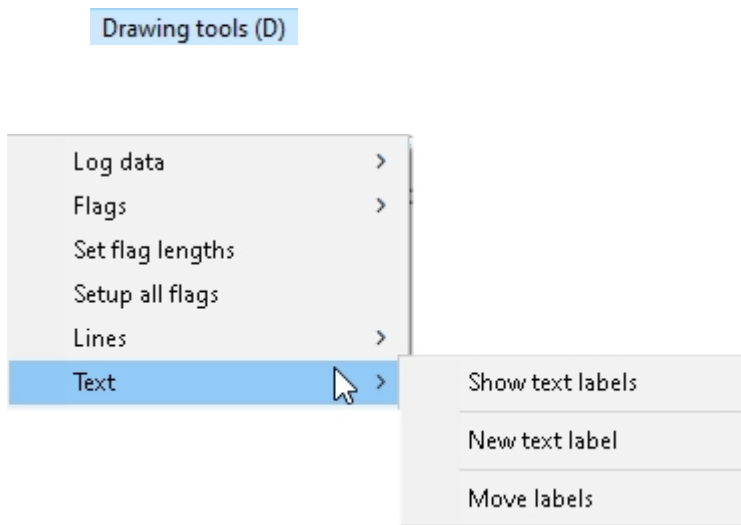 Drawing tools (D)
Log data
Flags
Set flag lengths
Setup all flags
Lines
Text
Show text labels
New text label
Move labels